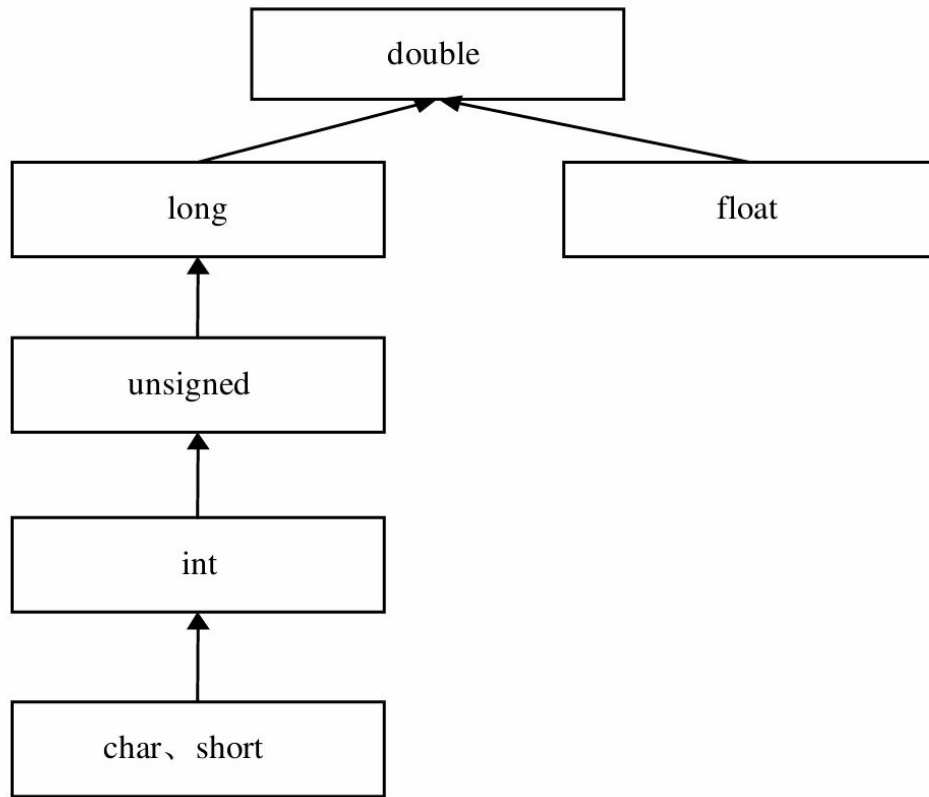 double
long
float
unsigned
int
char、short